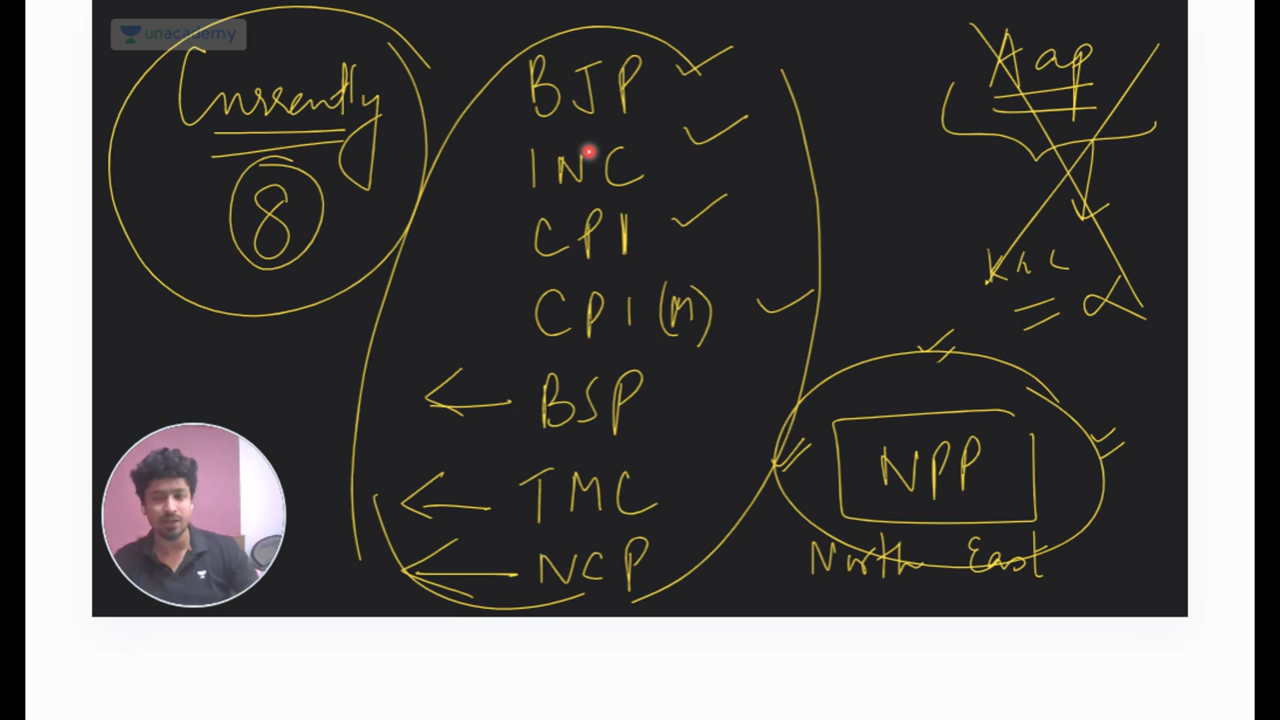 unacademy
Currently
8
BJP
INC
CPI
CPI (M)
BSP
TMC
NCP
Aap
NPP
North East